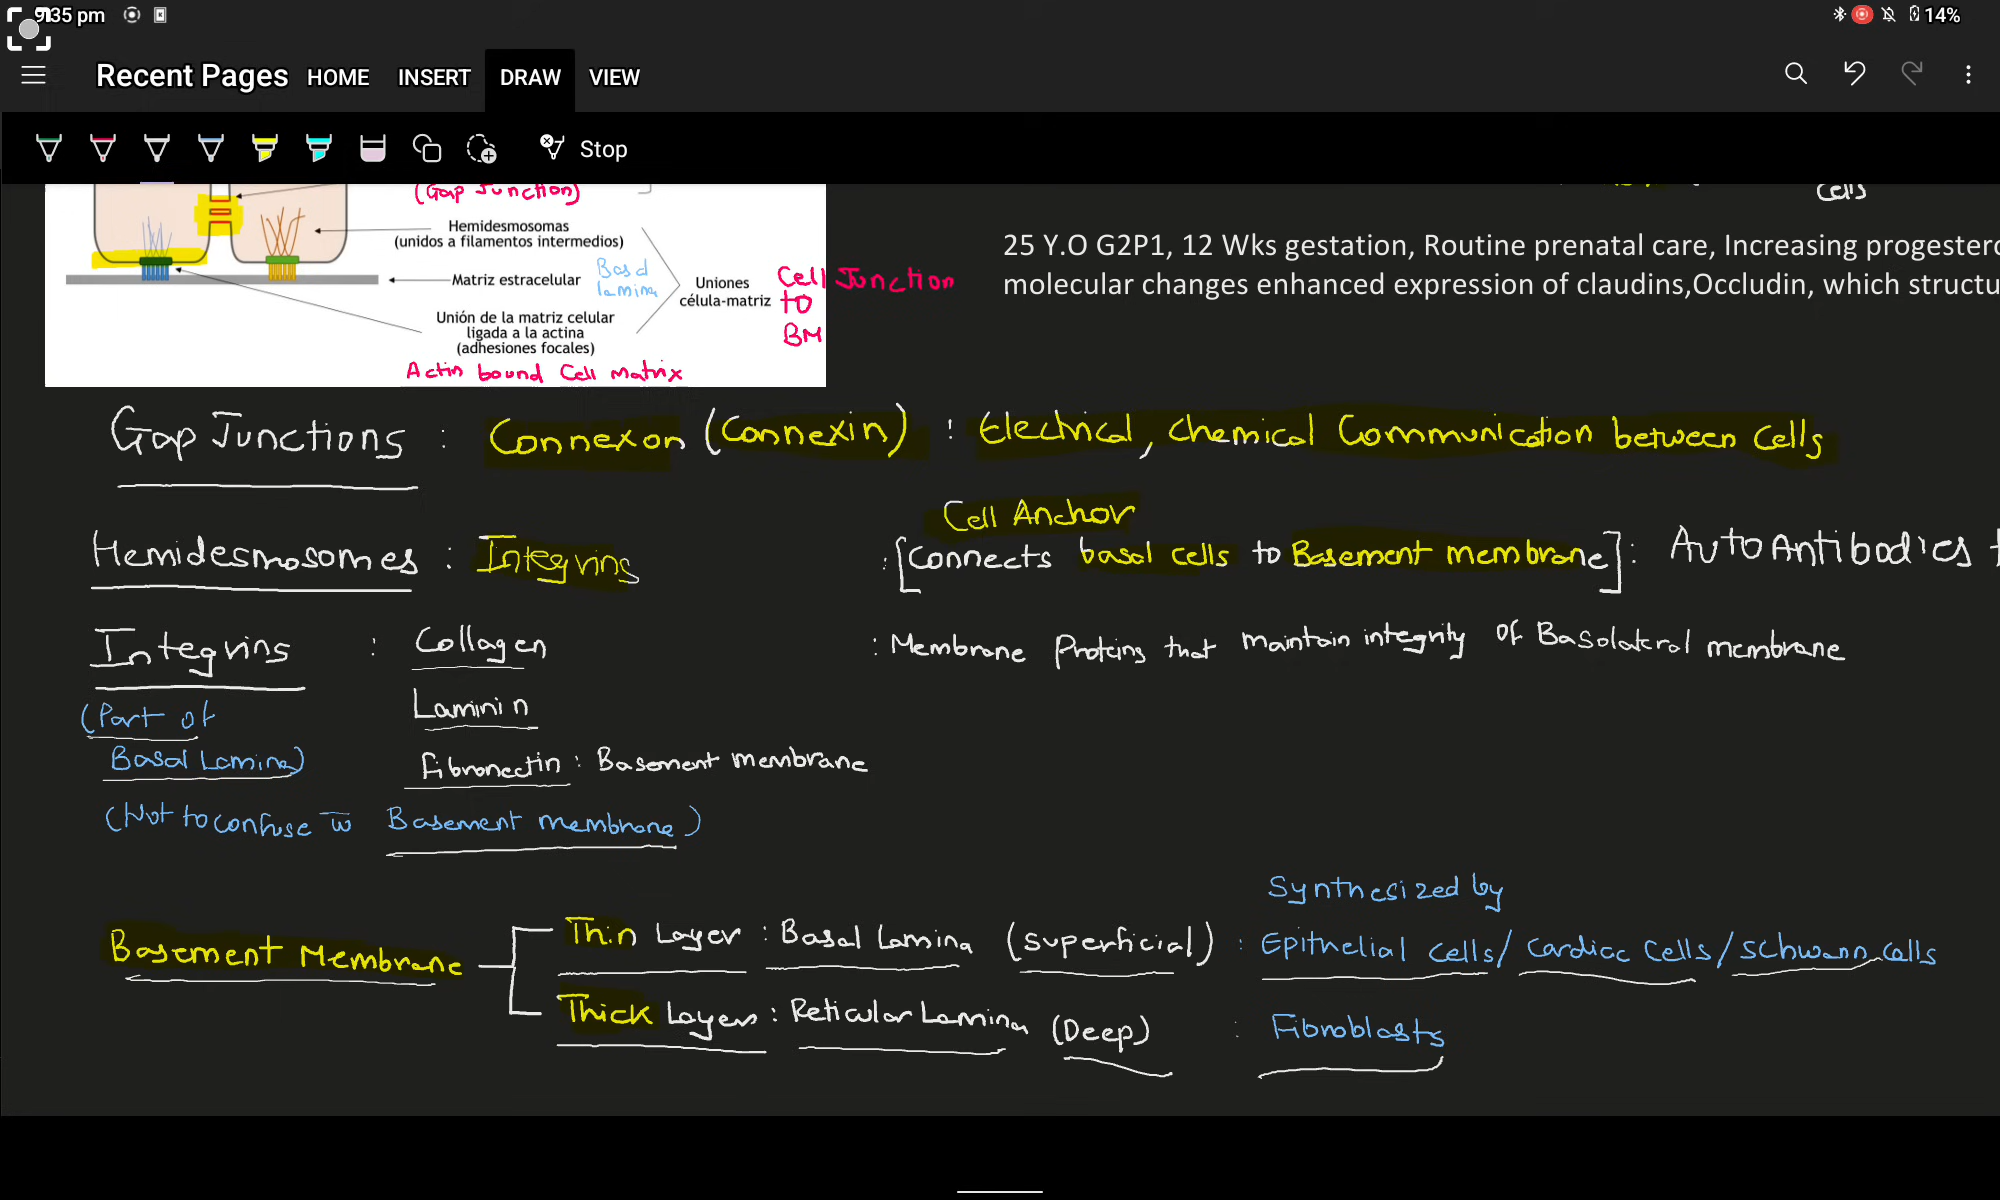 9:35 pm
14%
Recent Pages HOME INSERT DRAW VIEW
Stop
(Gap Junction)
Hemidesmosomas
(unidos a filamentos intermedios)
Matriz estracelular
Basal
lamina
Uniones
célula-matriz
Cell Junction
to
BM
Unión de la matriz celular
ligada a la actina
(adhesiones focales)
Actin bound Cell matrix
cells
25 Y.O G2P1, 12 Wks gestation, Routine prenatal care, Increasing progestero
molecular changes enhanced expression of claudins,Occludin, which structu
Gap Junctions : Connexon (Connexin) : Electrical, Chemical Communication between Cells
Cell Anchor
Hemidesmosomes : Integrins : [Connects basal cells to Basement membrane] : AutoAntibodies t
Integrins : Collagen : Membrane Proteins that maintain integrity of Basolateral membrane
(Part of Laminin
Basal Lamina) Fibronectin : Basement membrane
(Not to confuse w Basement membrane)
Synthesized by
Basement Membrane
Thin Layer : Basal Lamina (superficial) : Epithelial cells/ cardiac cells/ schwann cells
Thick Layer : Reticular Lamina (Deep) : Fibroblasts